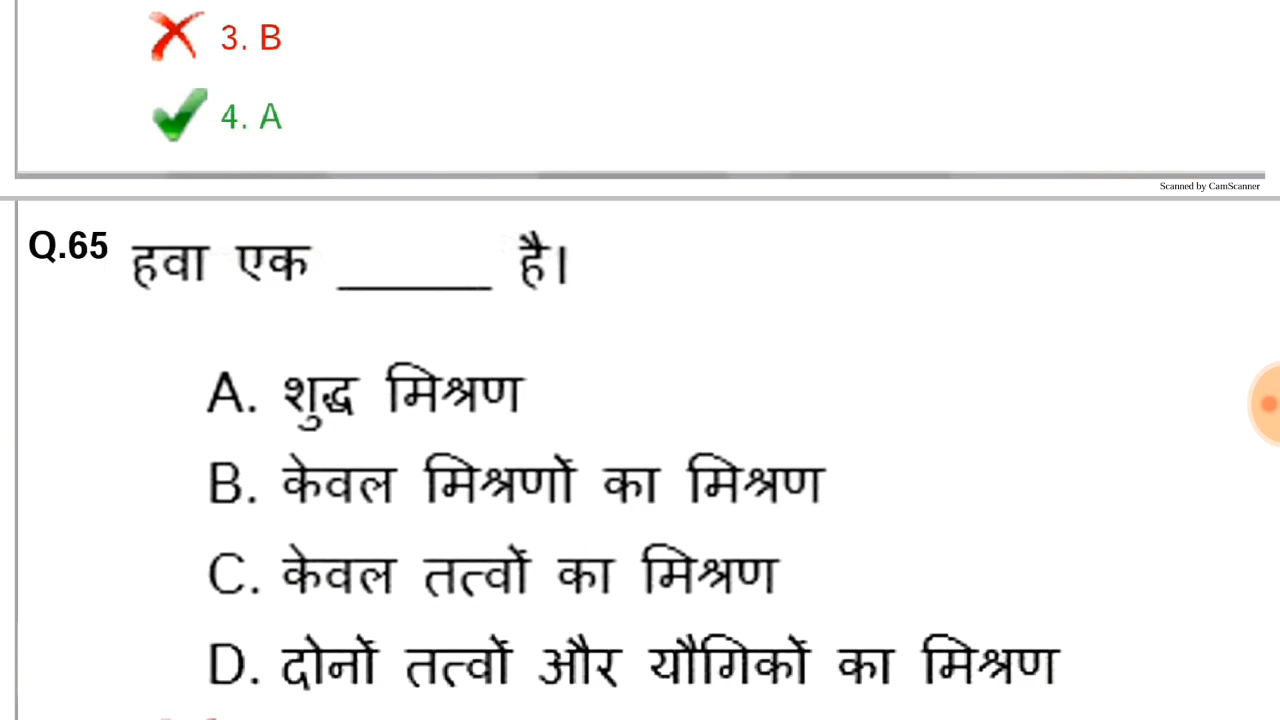 3. B
4. A
Scanned by CamScanner
Q.65 हवा एक ______ है।
A. शुद्ध मिश्रण
B. केवल मिश्रणों का मिश्रण
C. केवल तत्वों का मिश्रण
D. दोनों तत्वों और यौगिकों का मिश्रण